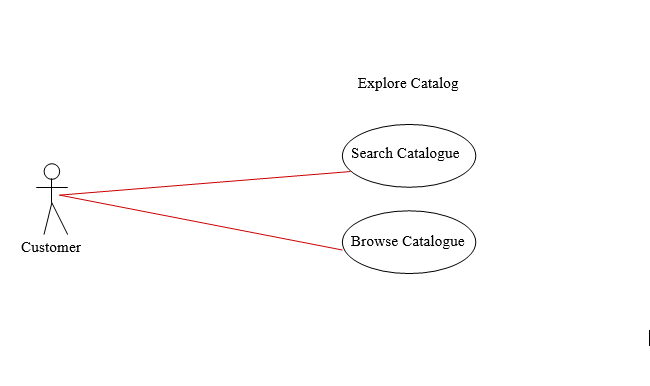 Explore Catalog
Search Catalogue
Browse Catalogue
Customer